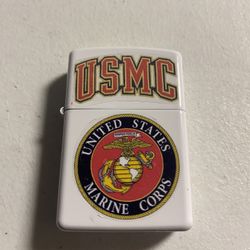 USMC
UNITED STATES
MARINE CORPS